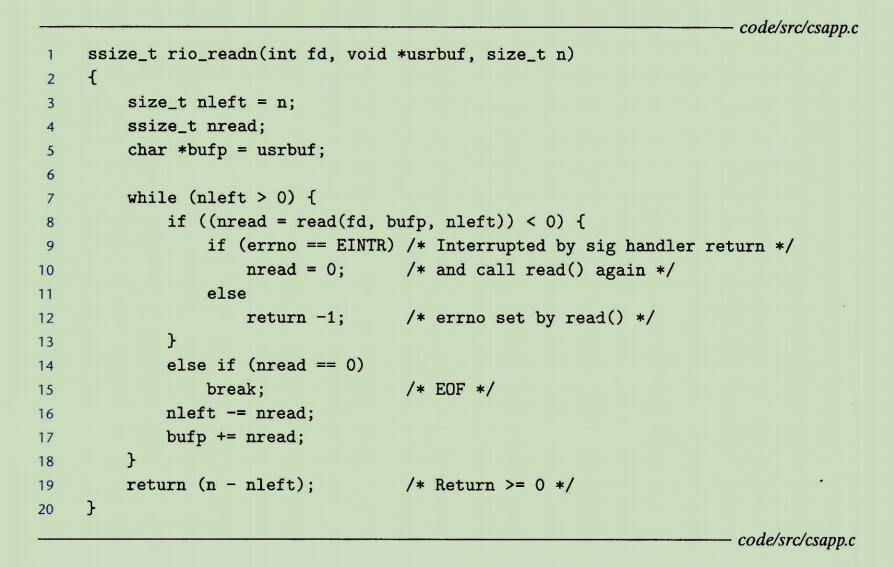 code/src/csapp.c
1 ssize_t rio_readn(int fd, void *usrbuf, size_t n)
2 {
3     size_t nleft = n;
4     ssize_t nread;
5     char *bufp = usrbuf;
6
7     while (nleft > 0) {
8         if ((nread = read(fd, bufp, nleft)) < 0) {
9             if (errno == EINTR) /* Interrupted by sig handler return */
10                 nread = 0;      /* and call read() again */
11             else
12                 return -1;      /* errno set by read() */
13         }
14         else if (nread == 0)
15             break;              /* EOF */
16         nleft -= nread;
17         bufp += nread;
18     }
19     return (n - nleft);         /* Return >= 0 */
20 }
code/src/csapp.c